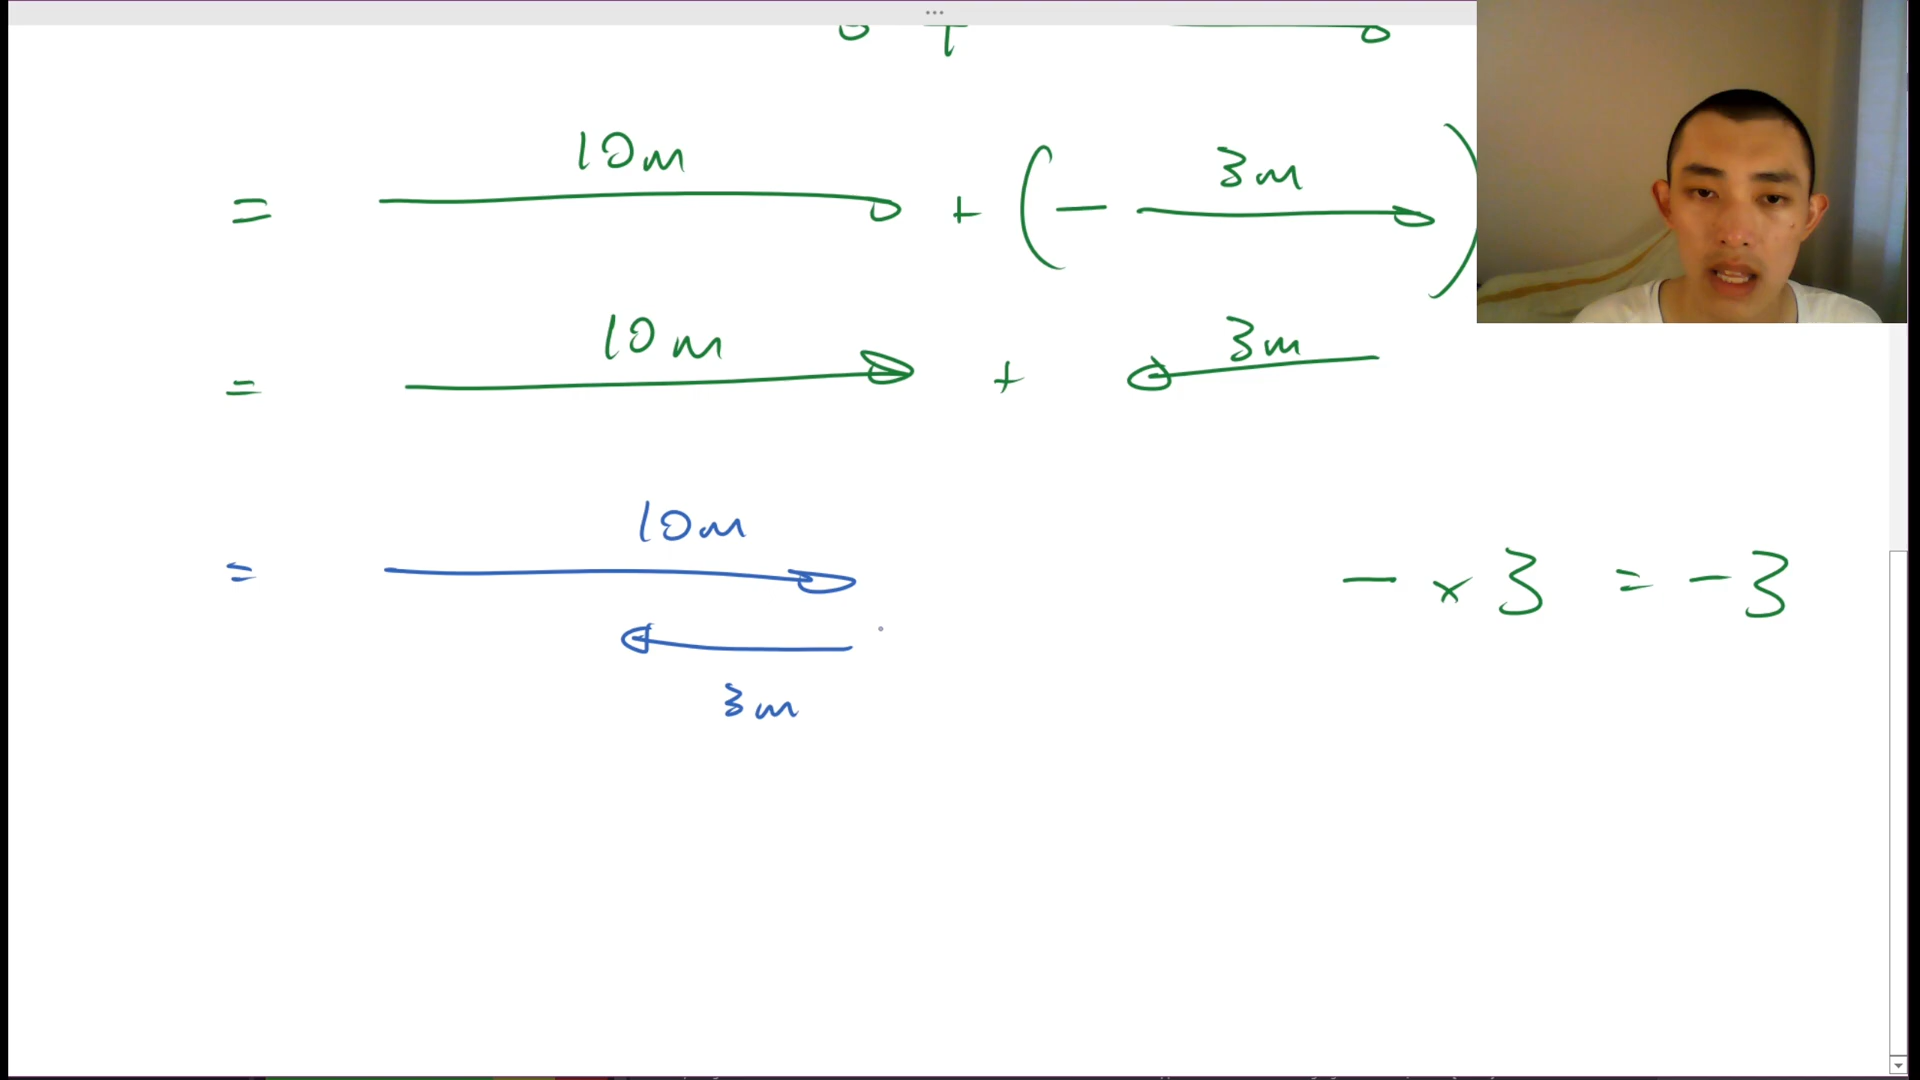 = 10m + (- 3m)
= 10m + 3m
= 10m
3m
- x 3 = -3